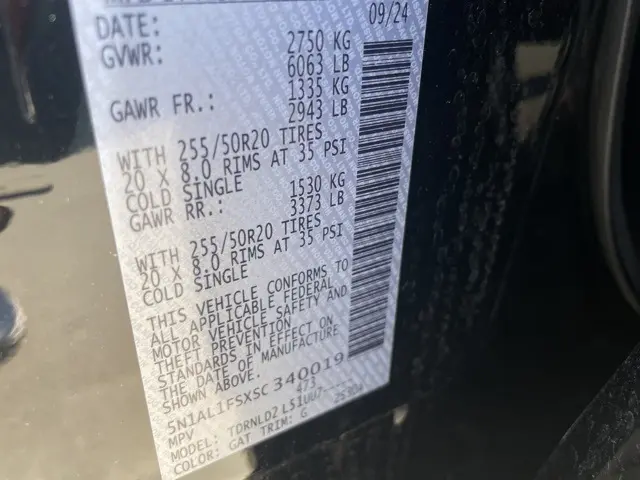 DATE: 09/24
GVWR: 2750 KG
6063 LB
GAWR FR.: 1335 KG
2943 LB
WITH 255/50R20 TIRES
20 X 8.0 RIMS AT 35 PSI
COLD SINGLE
GAWR RR.: 1530 KG
3373 LB
WITH 255/50R20 TIRES
20 X 8.0 RIMS AT 35 PSI
COLD SINGLE
THIS VEHICLE CONFORMS TO
ALL APPLICABLE FEDERAL
MOTOR VEHICLE SAFETY AND
THEFT PREVENTION
STANDARDS IN EFFECT ON
THE DATE OF MANUFACTURE
SHOWN ABOVE.
5N1AL1FSXSC340019
MPV 473
MODEL:
COLOR: GAT TRIM: G